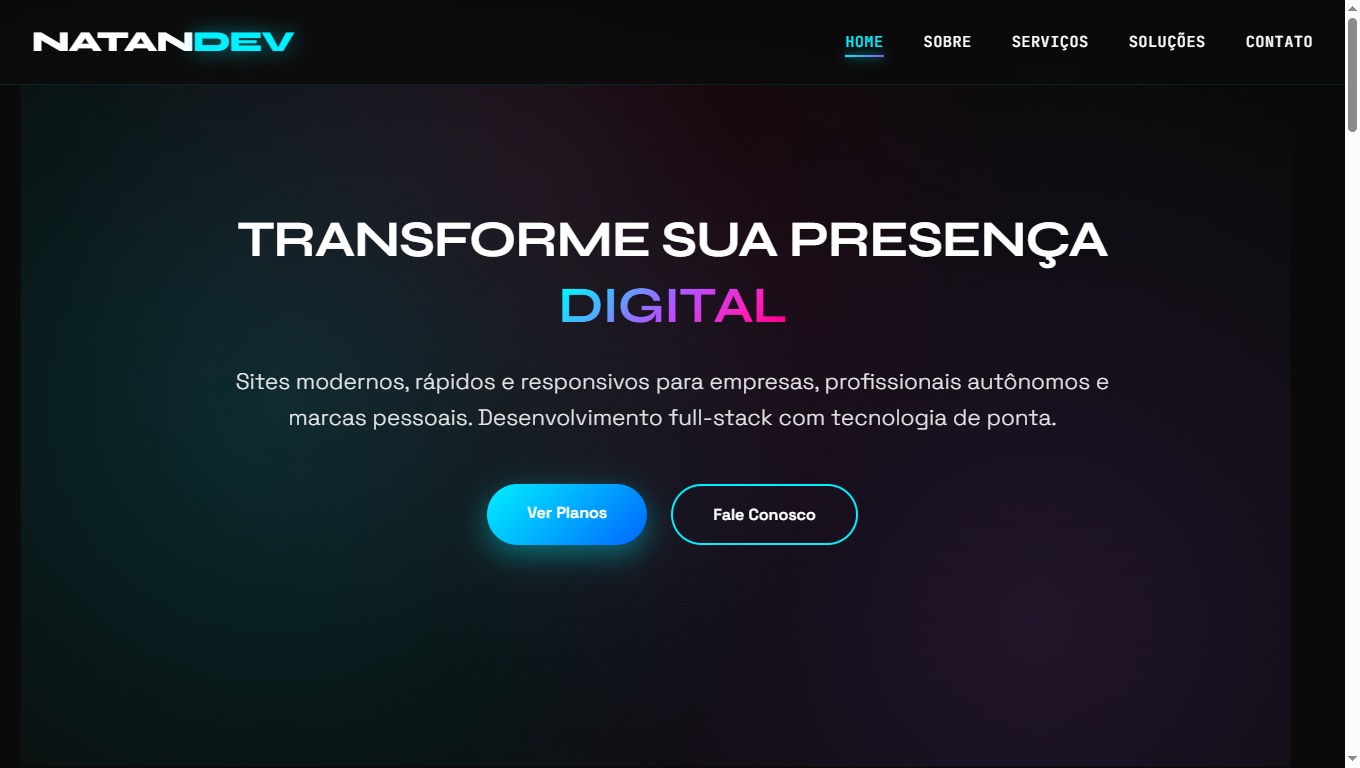 NATANDEV
HOME
SOBRE
SERVIÇOS
SOLUÇÕES
CONTATO
TRANSFORME SUA PRESENÇA
DIGITAL
Sites modernos, rápidos e responsivos para empresas, profissionais autônomos e
marcas pessoais. Desenvolvimento full-stack com tecnologia de ponta.
Ver Planos
Fale Conosco